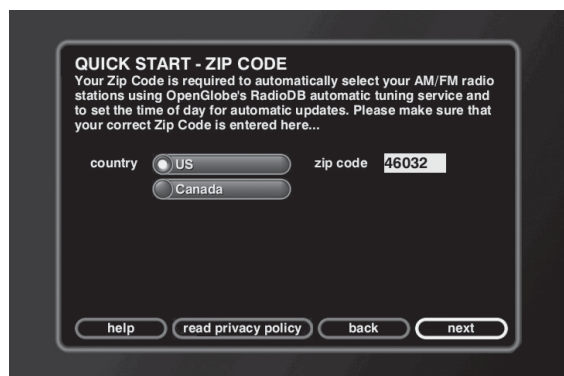 QUICK START - ZIP CODE
Your Zip Code is required to automatically select your AM/FM radio
stations using OpenGlobe's RadioDB automatic tuning service and
to set the time of day for automatic updates. Please make sure that
your correct Zip Code is entered here...
country US zip code 46032
Canada
help read privacy policy back next